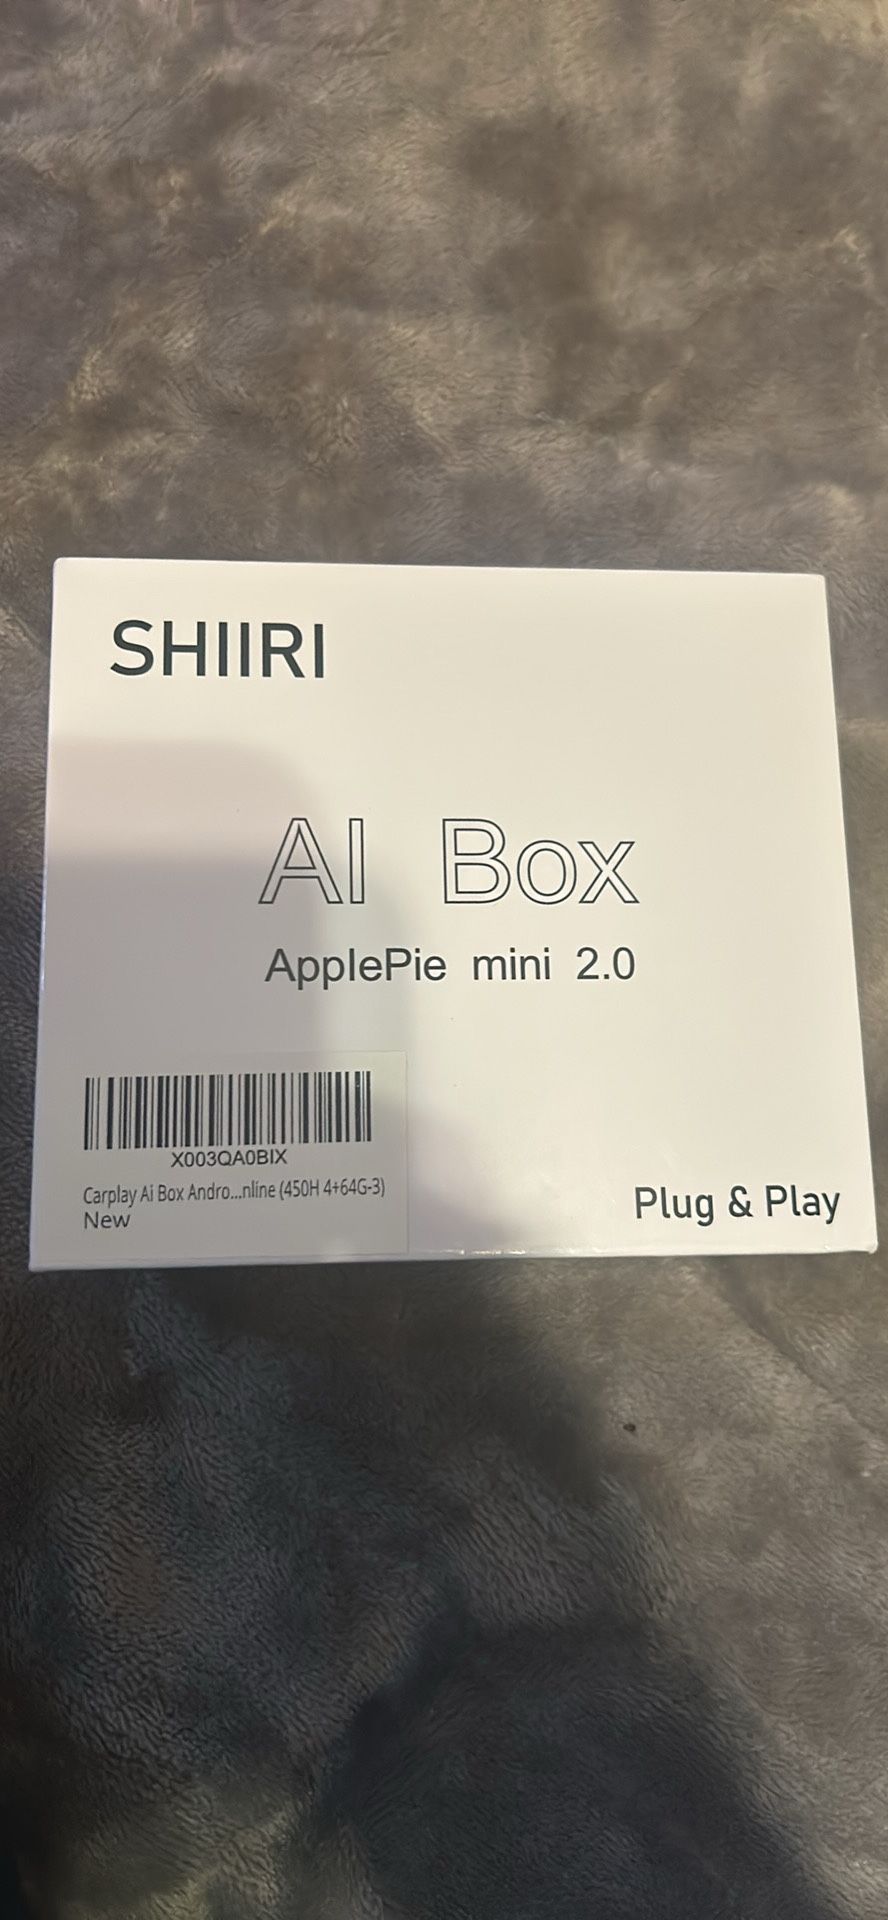 SHIIRI
AI Box
ApplePie mini 2.0
X003QA0BIX
Carplay Ai Box Andro...nline (450H 4+64G-3)
New
Plug & Play